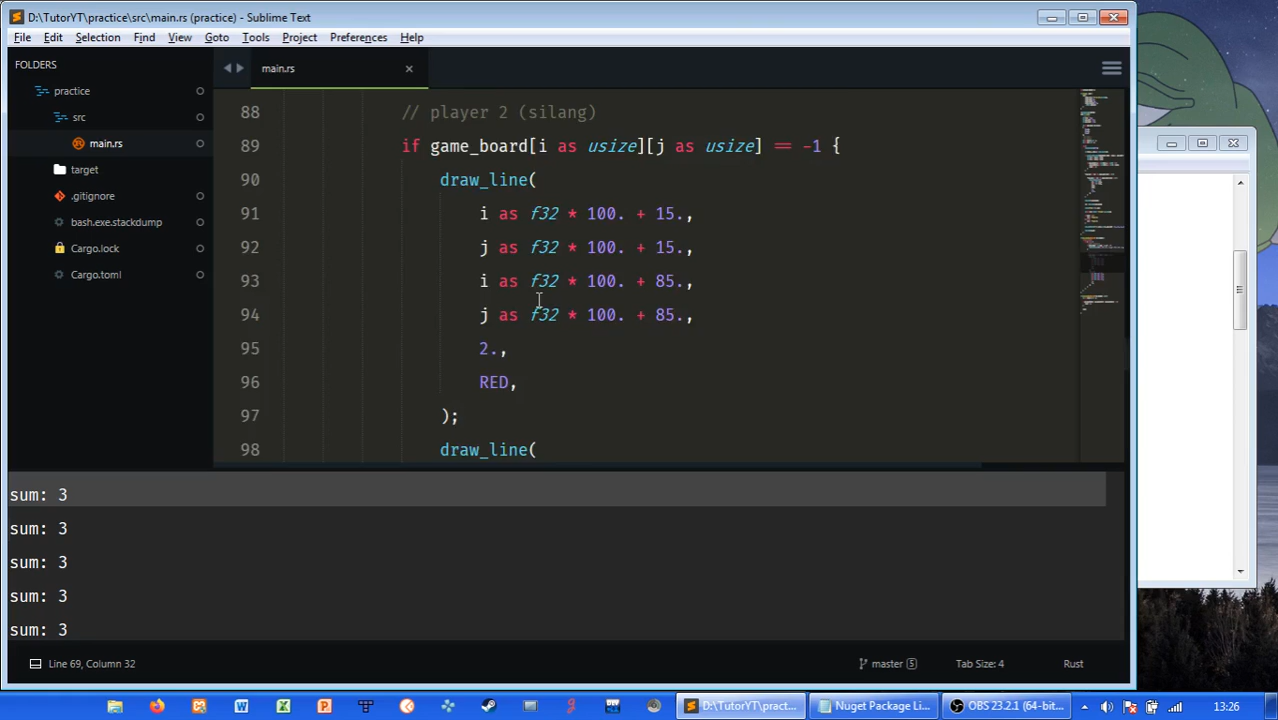 D:\TutorYT\practice\src\main.rs (practice) - Sublime Text
File Edit Selection Find View Goto Tools Project Preferences Help
FOLDERS
practice
src
main.rs
target
.gitignore
bash.exe.stackdump
Cargo.lock
Cargo.toml
main.rs
88 // player 2 (silang)
89 if game_board[i as usize][j as usize] == -1 {
90 draw_line(
91 i as f32 * 100. + 15.,
92 j as f32 * 100. + 15.,
93 i as f32 * 100. + 85.,
94 j as f32 * 100. + 85.,
95 2.,
96 RED,
97 );
98 draw_line(
sum: 3
sum: 3
sum: 3
sum: 3
sum: 3
Line 69, Column 32
master 5
Tab Size: 4
Rust
D:\TutorYT\pract...
Nuget Package Li...
OBS 23.2.1 (64-bit...
13:26